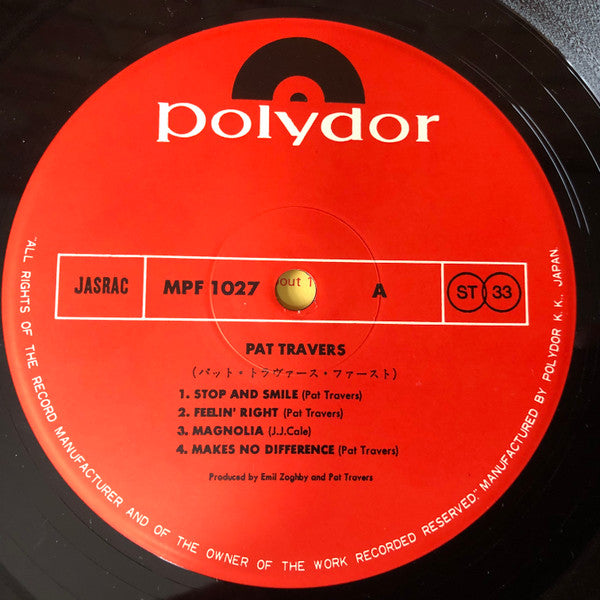 polydor
JASRAC
MPF 1027
out 1
A
ST 33
PAT TRAVERS
(パット・トラヴァース・ファースト)
1. STOP AND SMILE (Pat Travers)
2. FEELIN' RIGHT (Pat Travers)
3. MAGNOLIA (J.J.Cale)
4. MAKES NO DIFFERENCE (Pat Travers)
Produced by Emil Zoghby and Pat Travers
"ALL RIGHTS OF THE RECORD MANUFACTURER AND OF THE OWNER OF THE WORK RECORDED RESERVED." MANUFACTURED BY POLYDOR K.K., JAPAN